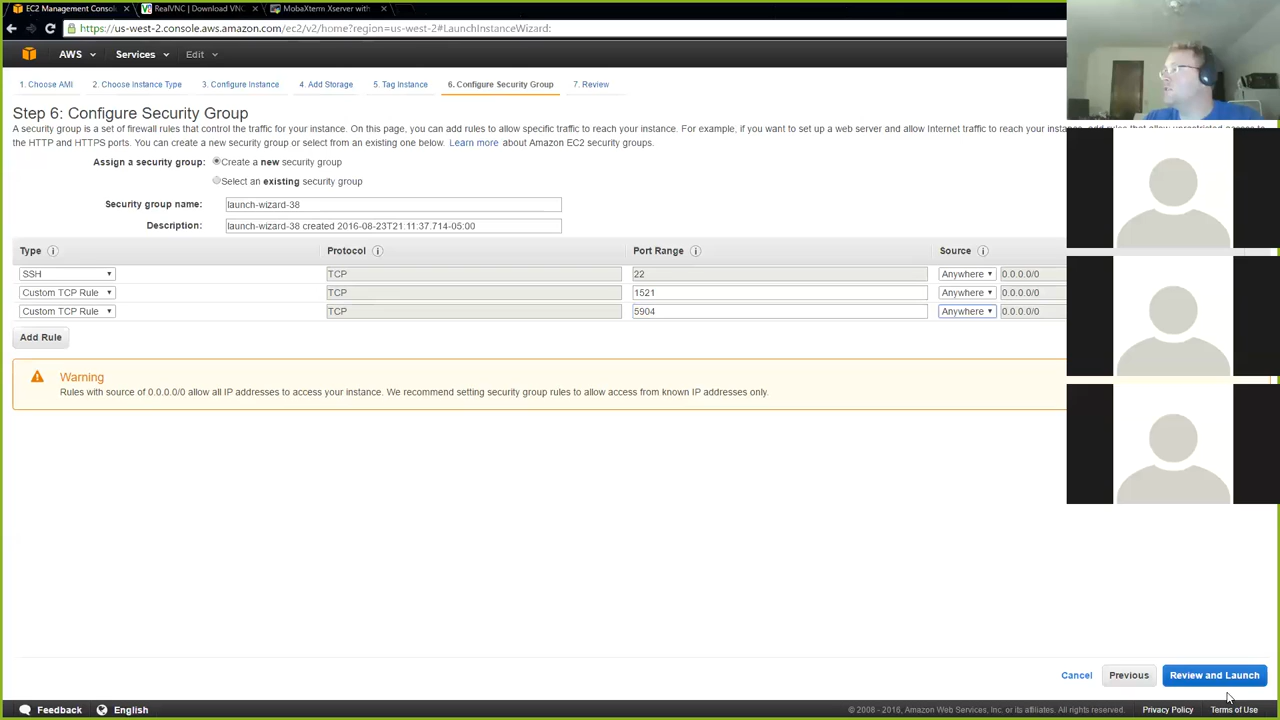 EC2 Management Consol × RealVNC | Download VNC × MobaXterm Xserver with ×
https://us-west-2.console.aws.amazon.com/ec2/v2/home?region=us-west-2#LaunchInstanceWizard:
AWS Services Edit
1. Choose AMI 2. Choose Instance Type 3. Configure Instance 4. Add Storage 5. Tag Instance 6. Configure Security Group 7. Review
Step 6: Configure Security Group
A security group is a set of firewall rules that control the traffic for your instance. On this page, you can add rules to allow specific traffic to reach your instance. For example, if you want to set up a web server and allow Internet traffic to reach your
the HTTP and HTTPS ports. You can create a new security group or select from an existing one below. Learn more about Amazon EC2 security groups.
Assign a security group: Create a new security group
Select an existing security group
Security group name: launch-wizard-38
Description: launch-wizard-38 created 2016-08-23T21:11:37.714-05:00
Type Protocol Port Range Source
SSH TCP 22 Anywhere 0.0.0.0/0
Custom TCP Rule TCP 1521 Anywhere 0.0.0.0/0
Custom TCP Rule TCP 5904 Anywhere 0.0.0.0/0
Add Rule
Warning
Rules with source of 0.0.0.0/0 allow all IP addresses to access your instance. We recommend setting security group rules to allow access from known IP addresses only.
Cancel Previous Review and Launch
Feedback English © 2008 - 2016, Amazon Web Services, Inc. or its affiliates. All rights reserved. Privacy Policy Terms of Use